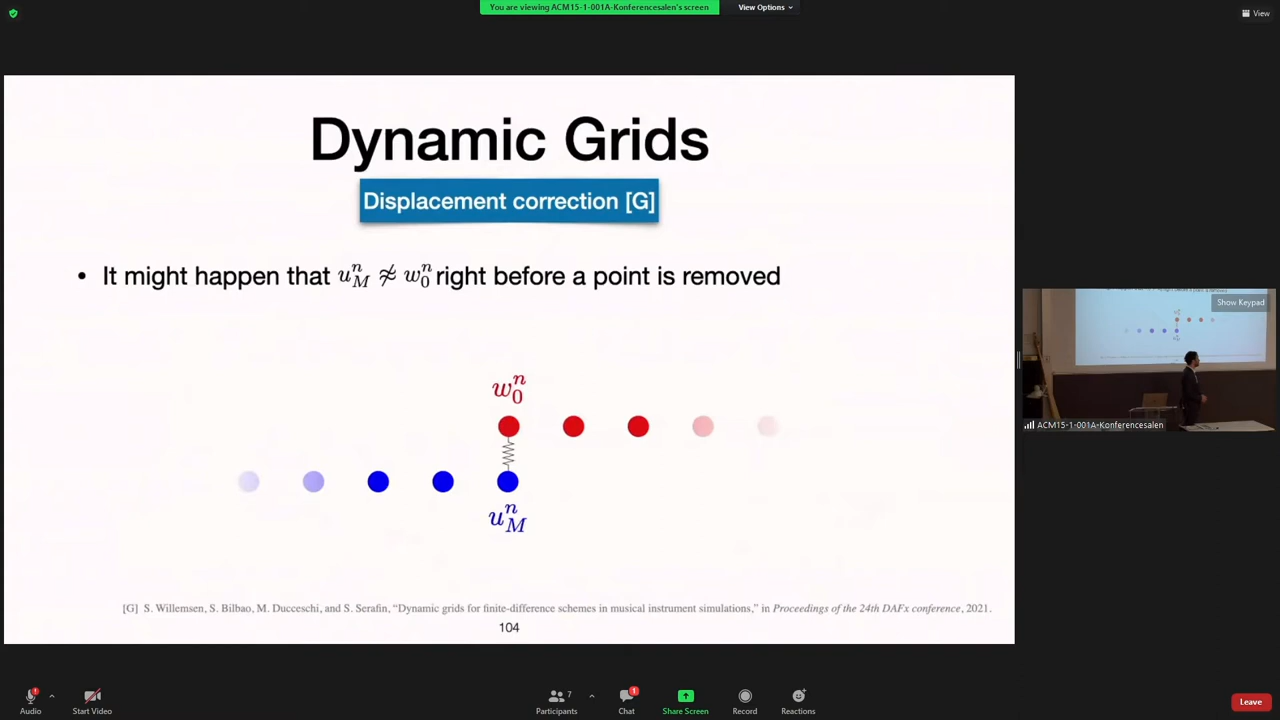 You are viewing ACM15-1-001A-Konferencesalen's screen
View Options
View
Dynamic Grids
Displacement correction [G]
• It might happen that $u_M^n \not\approx w_0^n$ right before a point is removed
$w_0^n$
$u_M^n$
[G] S. Willemsen, S. Bilbao, M. Ducceschi, and S. Serafin, "Dynamic grids for finite-difference schemes in musical instrument simulations," in Proceedings of the 24th DAFx conference, 2021.
104
Show Keypad
ACM15-1-001A-Konferencesalen
Audio
Start Video
Participants 7
Chat 1
Share Screen
Record
Reactions
Leave